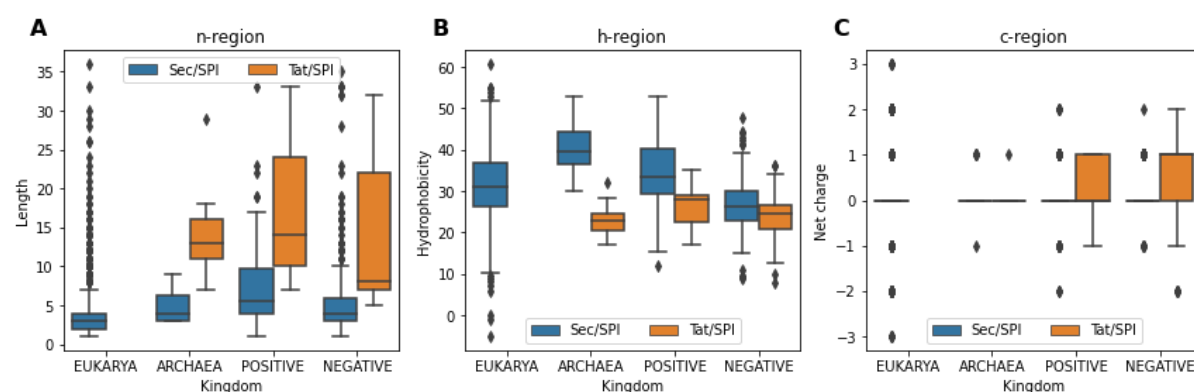 A
n-region
Sec/SPI Tat/SPI
35
30
25
20
15
10
5
0
Length
EUKARYA ARCHAEA POSITIVE NEGATIVE
Kingdom
B
h-region
60
50
40
30
20
10
0
Hydrophobicity
Sec/SPI Tat/SPI
EUKARYA ARCHAEA POSITIVE NEGATIVE
Kingdom
C
c-region
3
2
1
0
−1
−2
−3
Net charge
Sec/SPI Tat/SPI
EUKARYA ARCHAEA POSITIVE NEGATIVE
Kingdom